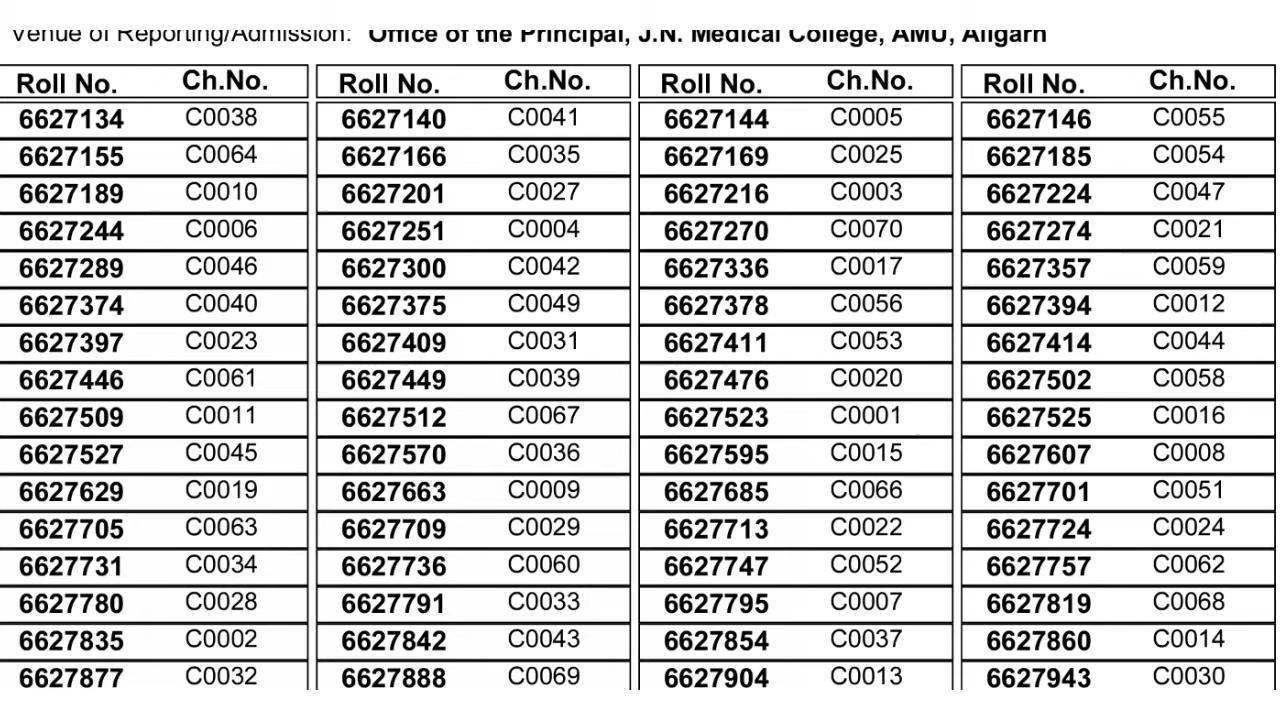 Venue of Reporting/Admission: Office of the Principal, J.N. Medical College, AMU, Aligarh
Roll No. Ch.No. Roll No. Ch.No. Roll No. Ch.No. Roll No. Ch.No.
6627134 C0038 6627140 C0041 6627144 C0005 6627146 C0055
6627155 C0064 6627166 C0035 6627169 C0025 6627185 C0054
6627189 C0010 6627201 C0027 6627216 C0003 6627224 C0047
6627244 C0006 6627251 C0004 6627270 C0070 6627274 C0021
6627289 C0046 6627300 C0042 6627336 C0017 6627357 C0059
6627374 C0040 6627375 C0049 6627378 C0056 6627394 C0012
6627397 C0023 6627409 C0031 6627411 C0053 6627414 C0044
6627446 C0061 6627449 C0039 6627476 C0020 6627502 C0058
6627509 C0011 6627512 C0067 6627523 C0001 6627525 C0016
6627527 C0045 6627570 C0036 6627595 C0015 6627607 C0008
6627629 C0019 6627663 C0009 6627685 C0066 6627701 C0051
6627705 C0063 6627709 C0029 6627713 C0022 6627724 C0024
6627731 C0034 6627736 C0060 6627747 C0052 6627757 C0062
6627780 C0028 6627791 C0033 6627795 C0007 6627819 C0068
6627835 C0002 6627842 C0043 6627854 C0037 6627860 C0014
6627877 C0032 6627888 C0069 6627904 C0013 6627943 C0030